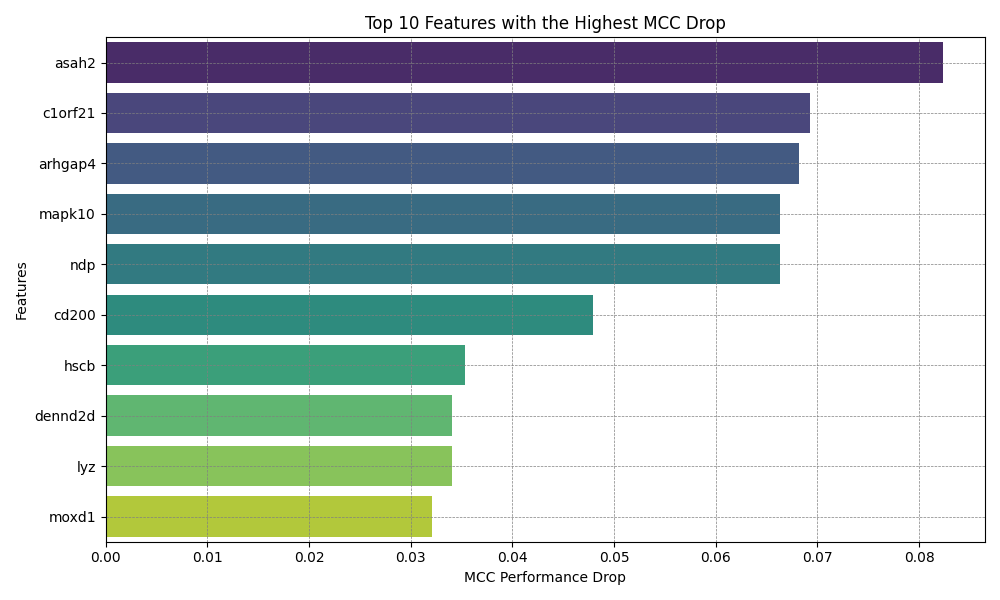 Top 10 Features with the Highest MCC Drop
Features
asah2
c1orf21
arhgap4
mapk10
ndp
cd200
hscb
dennd2d
lyz
moxd1
0.00 0.01 0.02 0.03 0.04 0.05 0.06 0.07 0.08
MCC Performance Drop